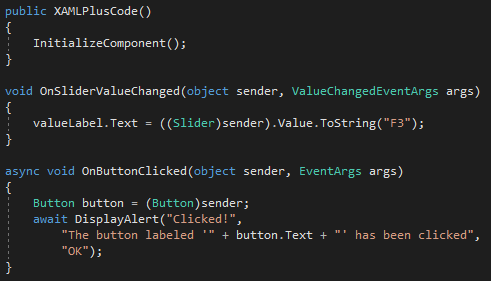 public XAMLPlusCode()
{
InitializeComponent();
}
void OnSliderValueChanged(object sender, ValueChangedEventArgs args)
{
valueLabel.Text = ((Slider)sender).Value.ToString("F3");
}
async void OnButtonClicked(object sender, EventArgs args)
{
Button button = (Button)sender;
await DisplayAlert("Clicked!",
"The button labeled '" + button.Text + "' has been clicked",
"OK");
}